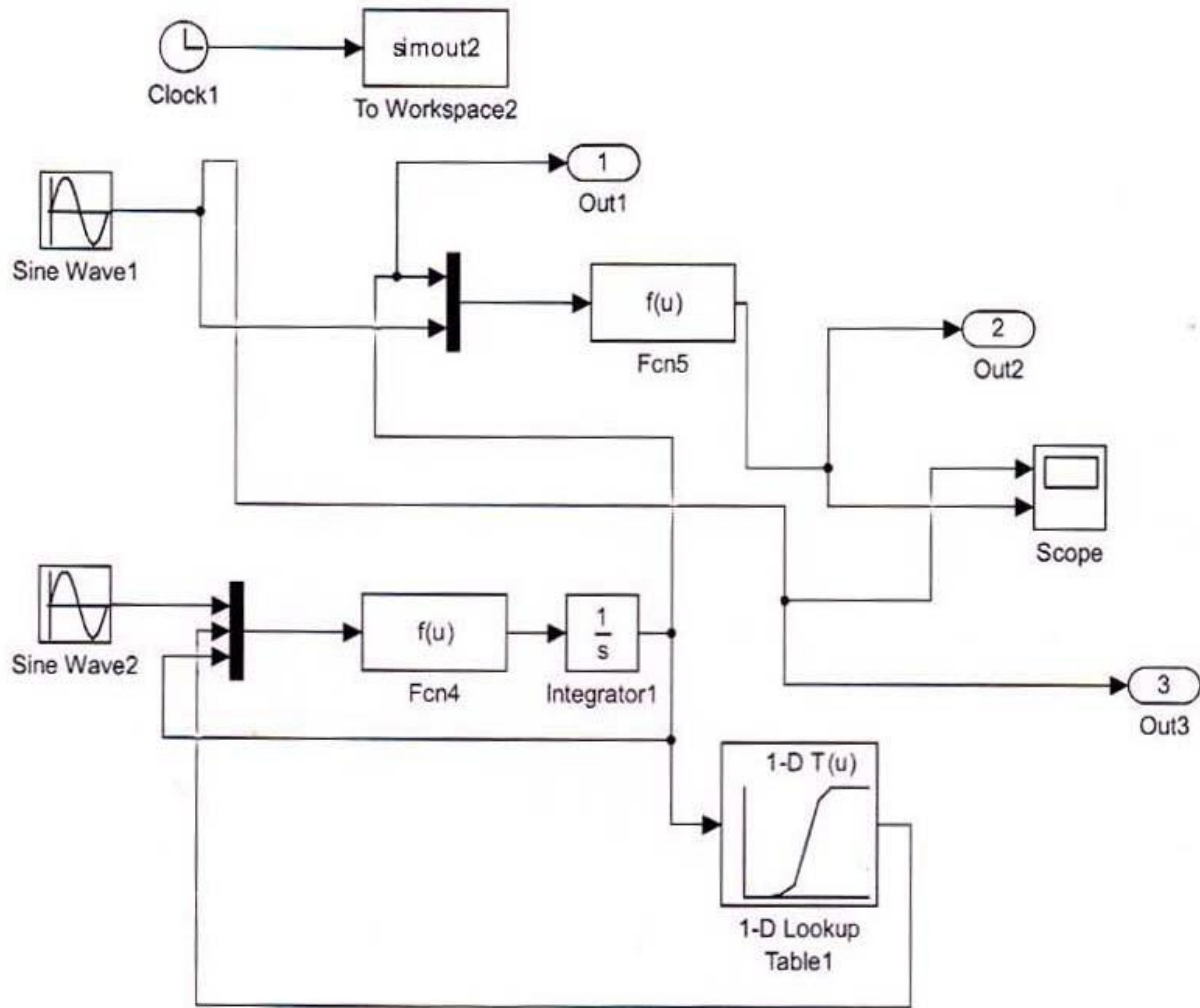 simout2
Clock1
To Workspace2
1
Out1
Sine Wave1
f(u)
Fcn5
2
Out2
Scope
Sine Wave2
f(u)
Fcn4
1
s
Integrator1
3
Out3
1-D T(u)
1-D Lookup
Table1